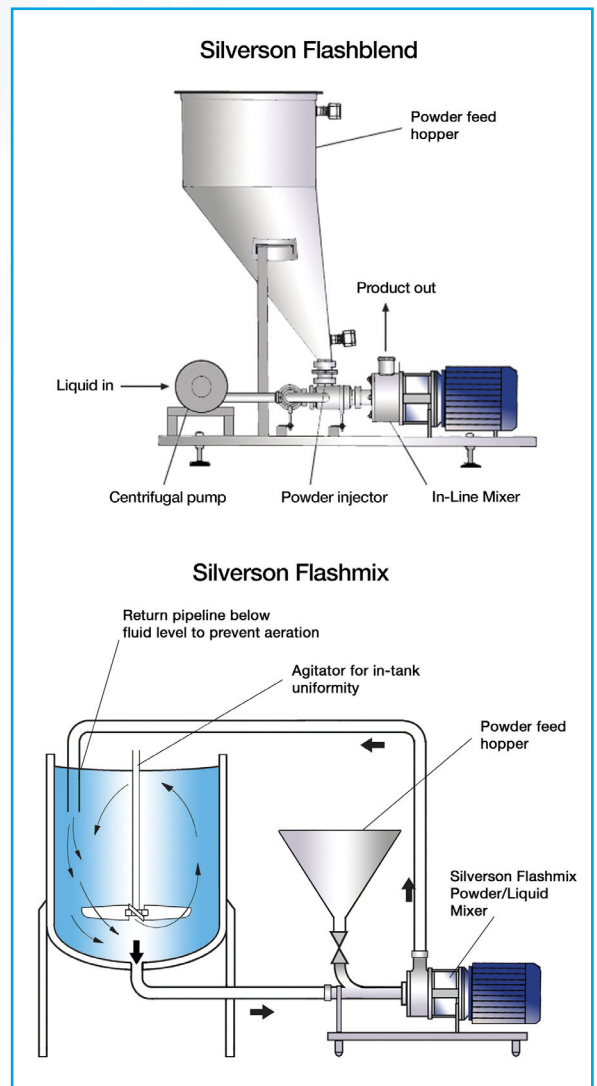 Silverson Flashblend
Powder feed
hopper
Product out
Liquid in
Centrifugal pump
Powder injector
In-Line Mixer
Silverson Flashmix
Return pipeline below
fluid level to prevent aeration
Agitator for in-tank
uniformity
Powder feed
hopper
Silverson Flashmix
Powder/Liquid
Mixer